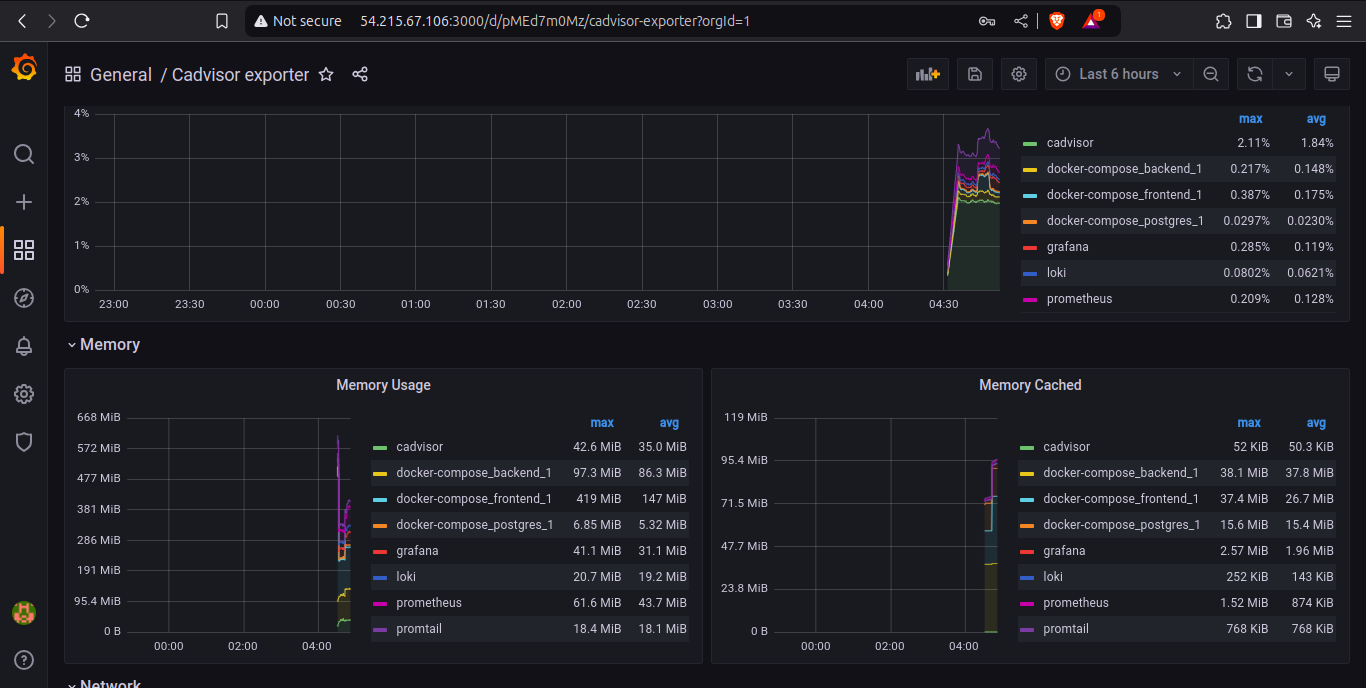 Not secure 54.215.67.106:3000/d/pMEd7m0Mz/cadvisor-exporter?orgId=1
1
General / Cadvisor exporter
Last 6 hours
4%
3%
2%
1%
0%
23:00 23:30 00:00 00:30 01:00 01:30 02:00 02:30 03:00 03:30 04:00 04:30
max avg
cadvisor 2.11% 1.84%
docker-compose_backend_1 0.217% 0.148%
docker-compose_frontend_1 0.387% 0.175%
docker-compose_postgres_1 0.0297% 0.0230%
grafana 0.285% 0.119%
loki 0.0802% 0.0621%
prometheus 0.209% 0.128%
Memory
Memory Usage
668 MiB
572 MiB
477 MiB
381 MiB
286 MiB
191 MiB
95.4 MiB
0 B
00:00 02:00 04:00
max avg
cadvisor 42.6 MiB 35.0 MiB
docker-compose_backend_1 97.3 MiB 86.3 MiB
docker-compose_frontend_1 419 MiB 147 MiB
docker-compose_postgres_1 6.85 MiB 5.32 MiB
grafana 41.1 MiB 31.1 MiB
loki 20.7 MiB 19.2 MiB
prometheus 61.6 MiB 43.7 MiB
promtail 18.4 MiB 18.1 MiB
Memory Cached
119 MiB
95.4 MiB
71.5 MiB
47.7 MiB
23.8 MiB
0 B
00:00 02:00 04:00
max avg
cadvisor 52 KiB 50.3 KiB
docker-compose_backend_1 38.1 MiB 37.8 MiB
docker-compose_frontend_1 37.4 MiB 26.7 MiB
docker-compose_postgres_1 15.6 MiB 15.4 MiB
grafana 2.57 MiB 1.96 MiB
loki 252 KiB 143 KiB
prometheus 1.52 MiB 874 KiB
promtail 768 KiB 768 KiB
Network